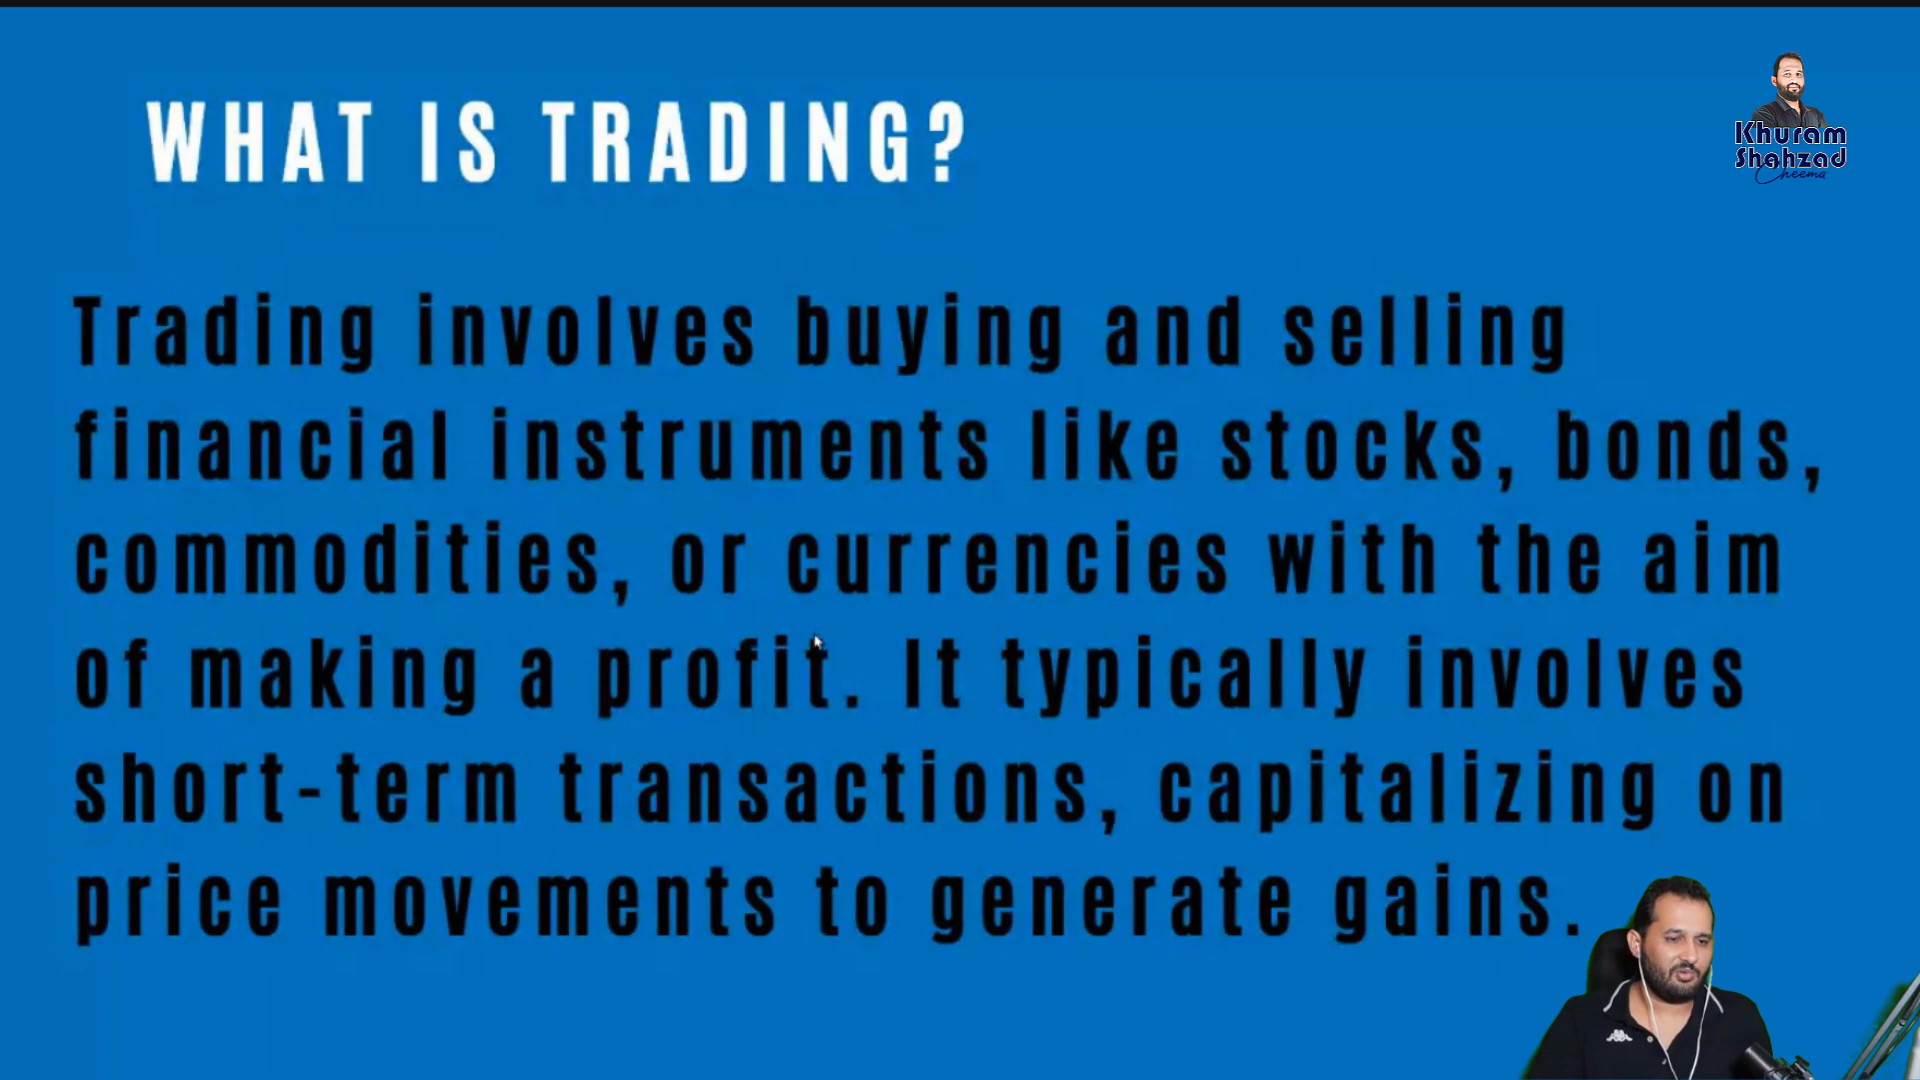 WHAT IS TRADING?
Khuram
Shahzad
Cheema
Trading involves buying and selling
financial instruments like stocks, bonds,
commodities, or currencies with the aim
of making a profit. It typically involves
short-term transactions, capitalizing on
price movements to generate gains.